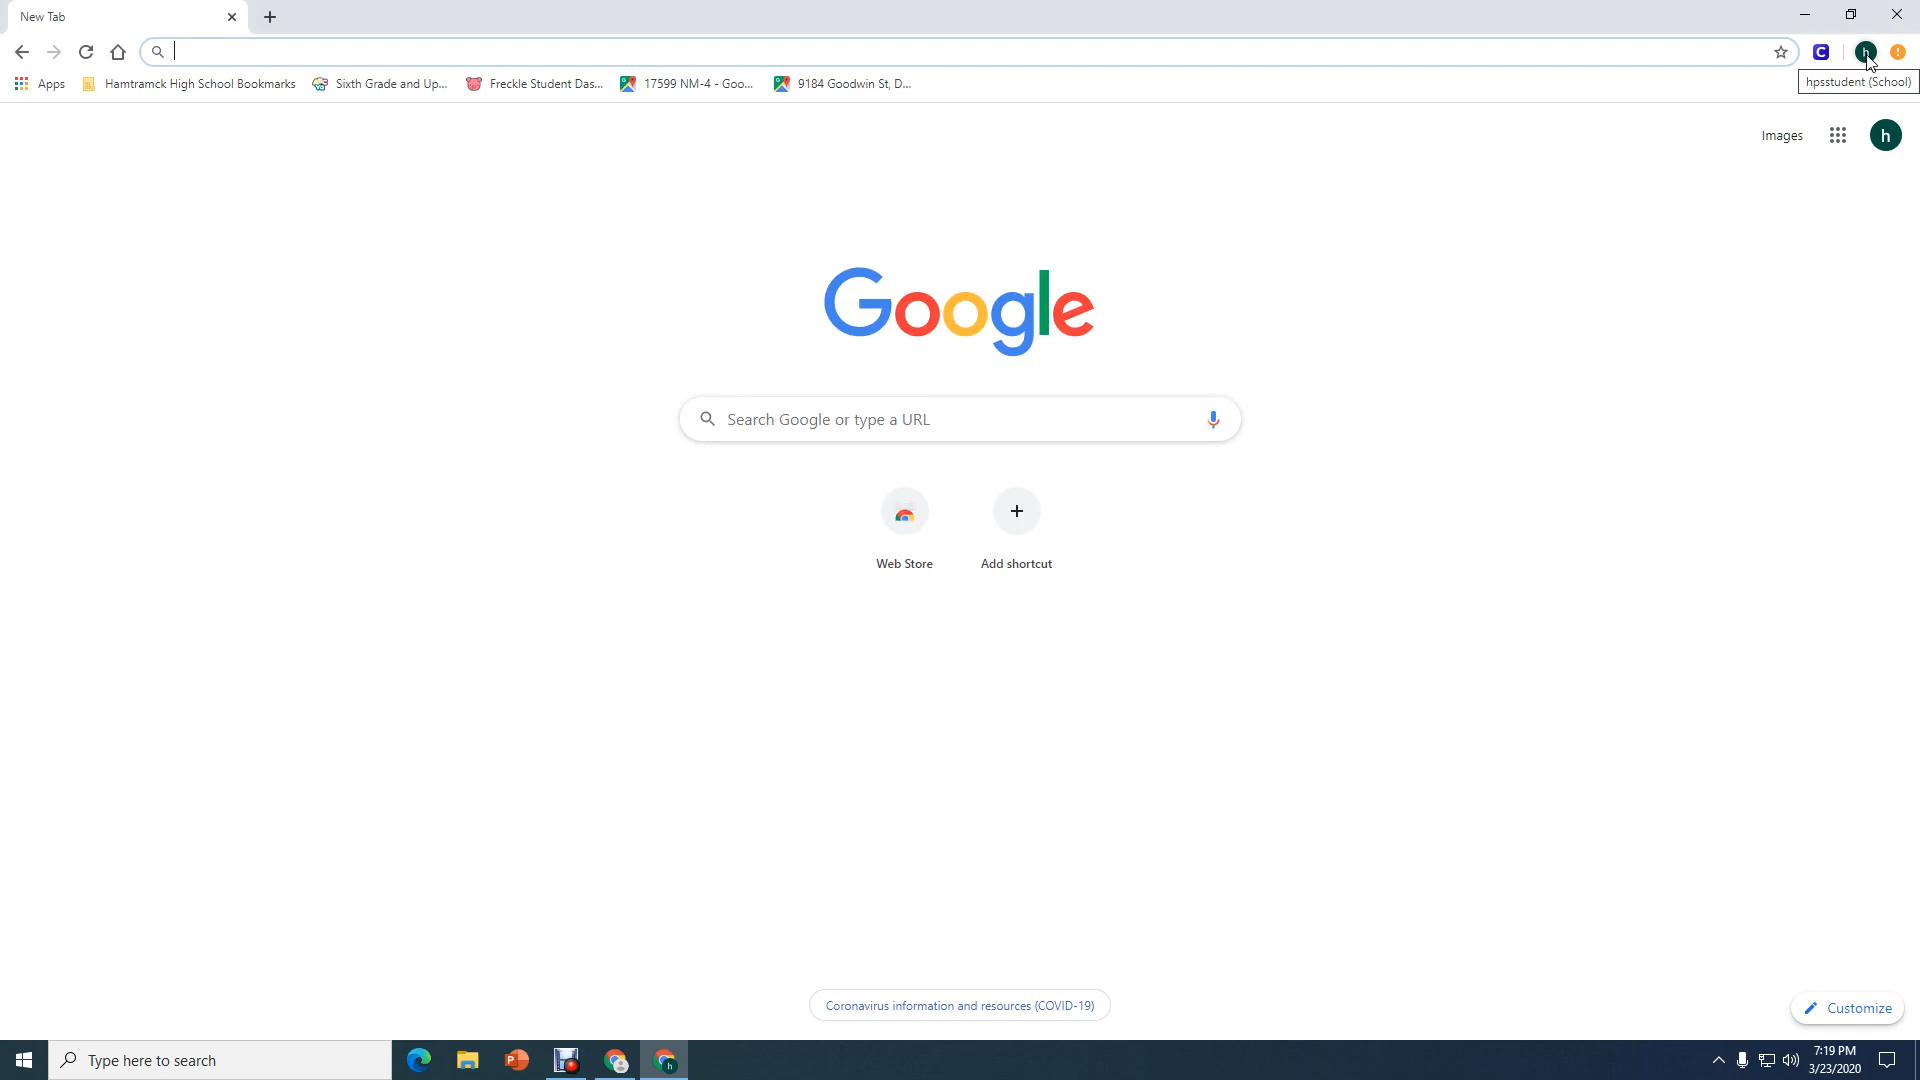 New Tab
h
Apps
Hamtramck High School Bookmarks
Sixth Grade and Up...
Freckle Student Das...
17599 NM-4 - Goo...
9184 Goodwin St, D...
hpsstudent (School)
Images
h
Google
Search Google or type a URL
Web Store
Add shortcut
Coronavirus information and resources (COVID-19)
Customize
Type here to search
h
7:19 PM
3/23/2020